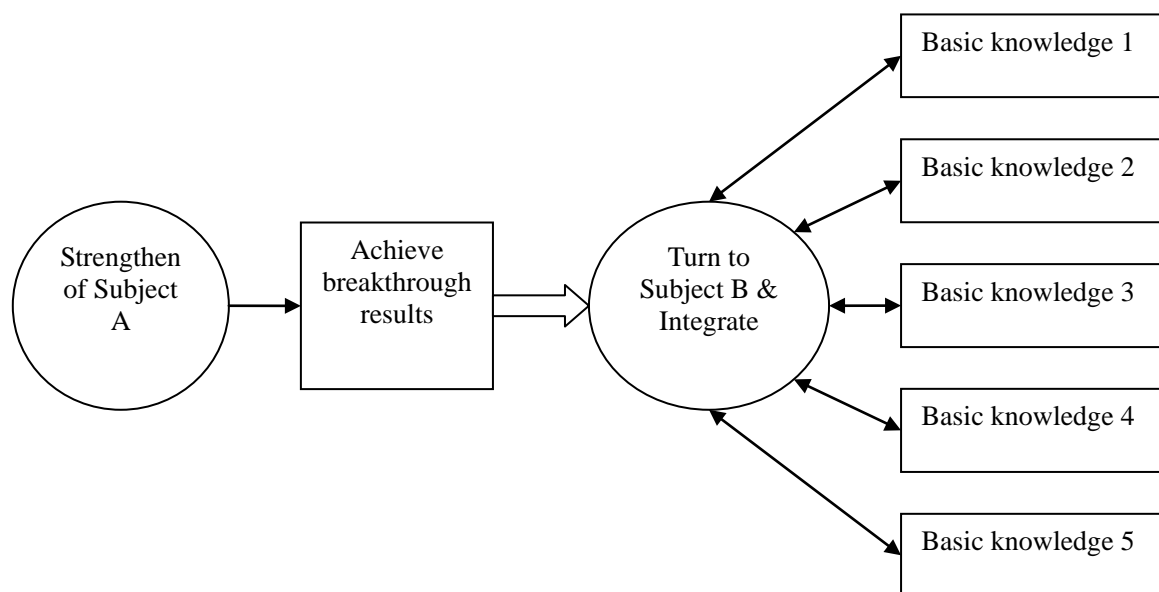 Strengthen
of Subject
A
Achieve
breakthrough
results
Turn to
Subject B &
Integrate
Basic knowledge 1
Basic knowledge 2
Basic knowledge 3
Basic knowledge 4
Basic knowledge 5